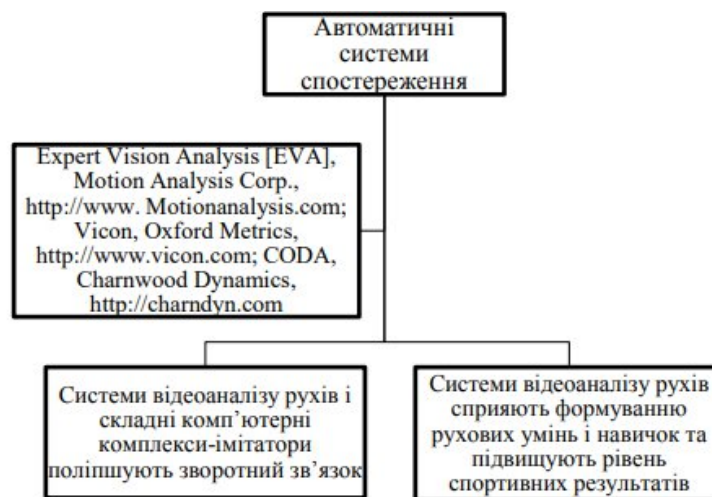 Автоматичні
системи
спостереження
Expert Vision Analysis [EVA],
Motion Analysis Corp.,
http://www. Motionanalysis.com;
Vicon, Oxford Metrics,
http://www.vicon.com; CODA,
Charnwood Dynamics,
http://charndyn.com
Системи відеоаналізу рухів і
складні комп’ютерні
комплекси-імітатори
поліпшують зворотний зв’язок
Системи відеоаналізу рухів
сприяють формуванню
рухових умінь і навичок та
підвищують рівень
спортивних результатів